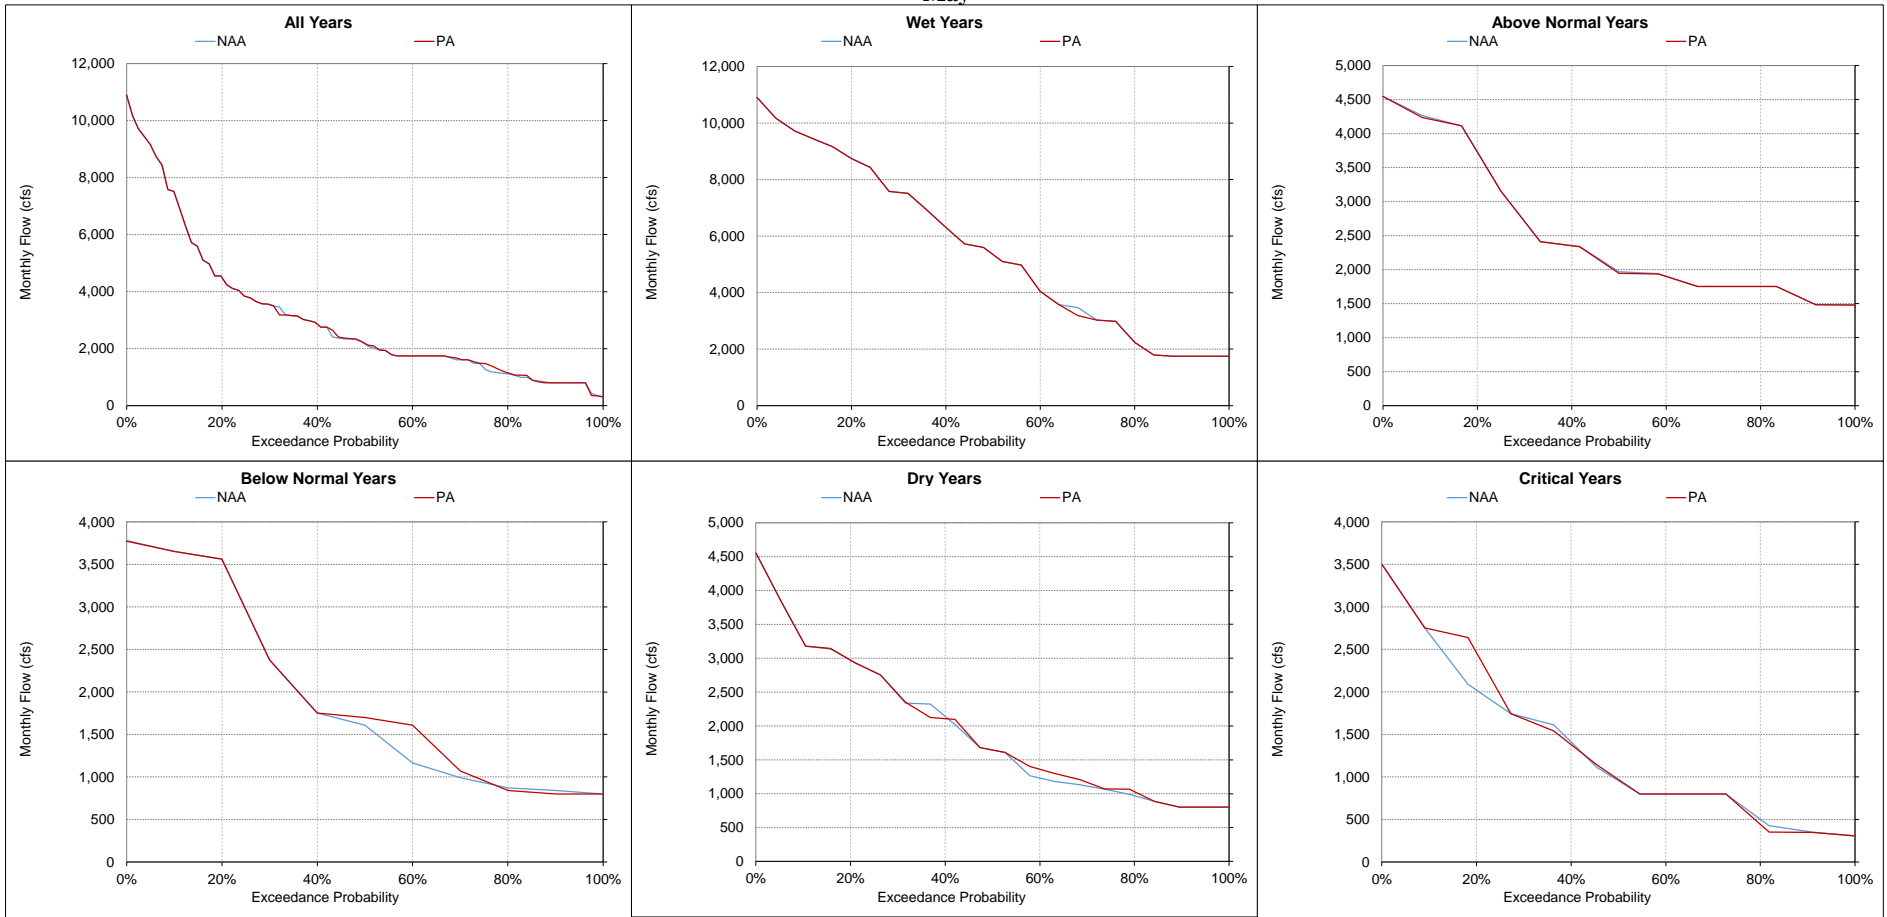 All Years
NAA PA
12,000
10,000
8,000
6,000
4,000
2,000
0
Monthly Flow (cfs)
0% 20% 40% 60% 80% 100%
Exceedance Probability
Wet Years
NAA PA
12,000
10,000
8,000
6,000
4,000
2,000
0
Monthly Flow (cfs)
0% 20% 40% 60% 80% 100%
Exceedance Probability
Above Normal Years
NAA PA
5,000
4,500
4,000
3,500
3,000
2,500
2,000
1,500
1,000
500
0
Monthly Flow (cfs)
0% 20% 40% 60% 80% 100%
Exceedance Probability
Below Normal Years
NAA PA
4,000
3,500
3,000
2,500
2,000
1,500
1,000
500
0
Monthly Flow (cfs)
0% 20% 40% 60% 80% 100%
Exceedance Probability
Dry Years
NAA PA
5,000
4,500
4,000
3,500
3,000
2,500
2,000
1,500
1,000
500
0
Monthly Flow (cfs)
0% 20% 40% 60% 80% 100%
Exceedance Probability
Critical Years
NAA PA
4,000
3,500
3,000
2,500
2,000
1,500
1,000
500
0
Monthly Flow (cfs)
0% 20% 40% 60% 80% 100%
Exceedance Probability